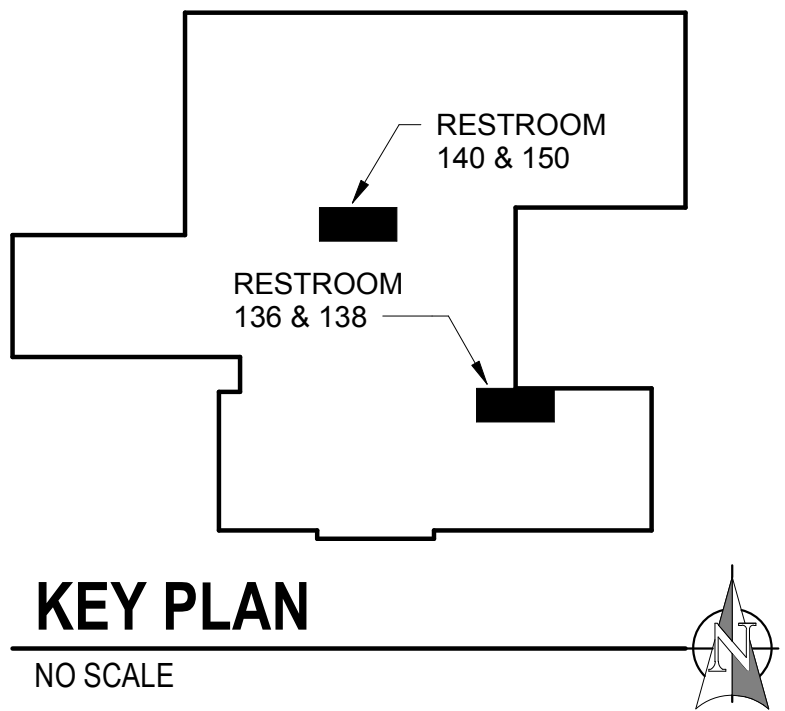 RESTROOM
140 & 150
RESTROOM
136 & 138
KEY PLAN
NO SCALE
N